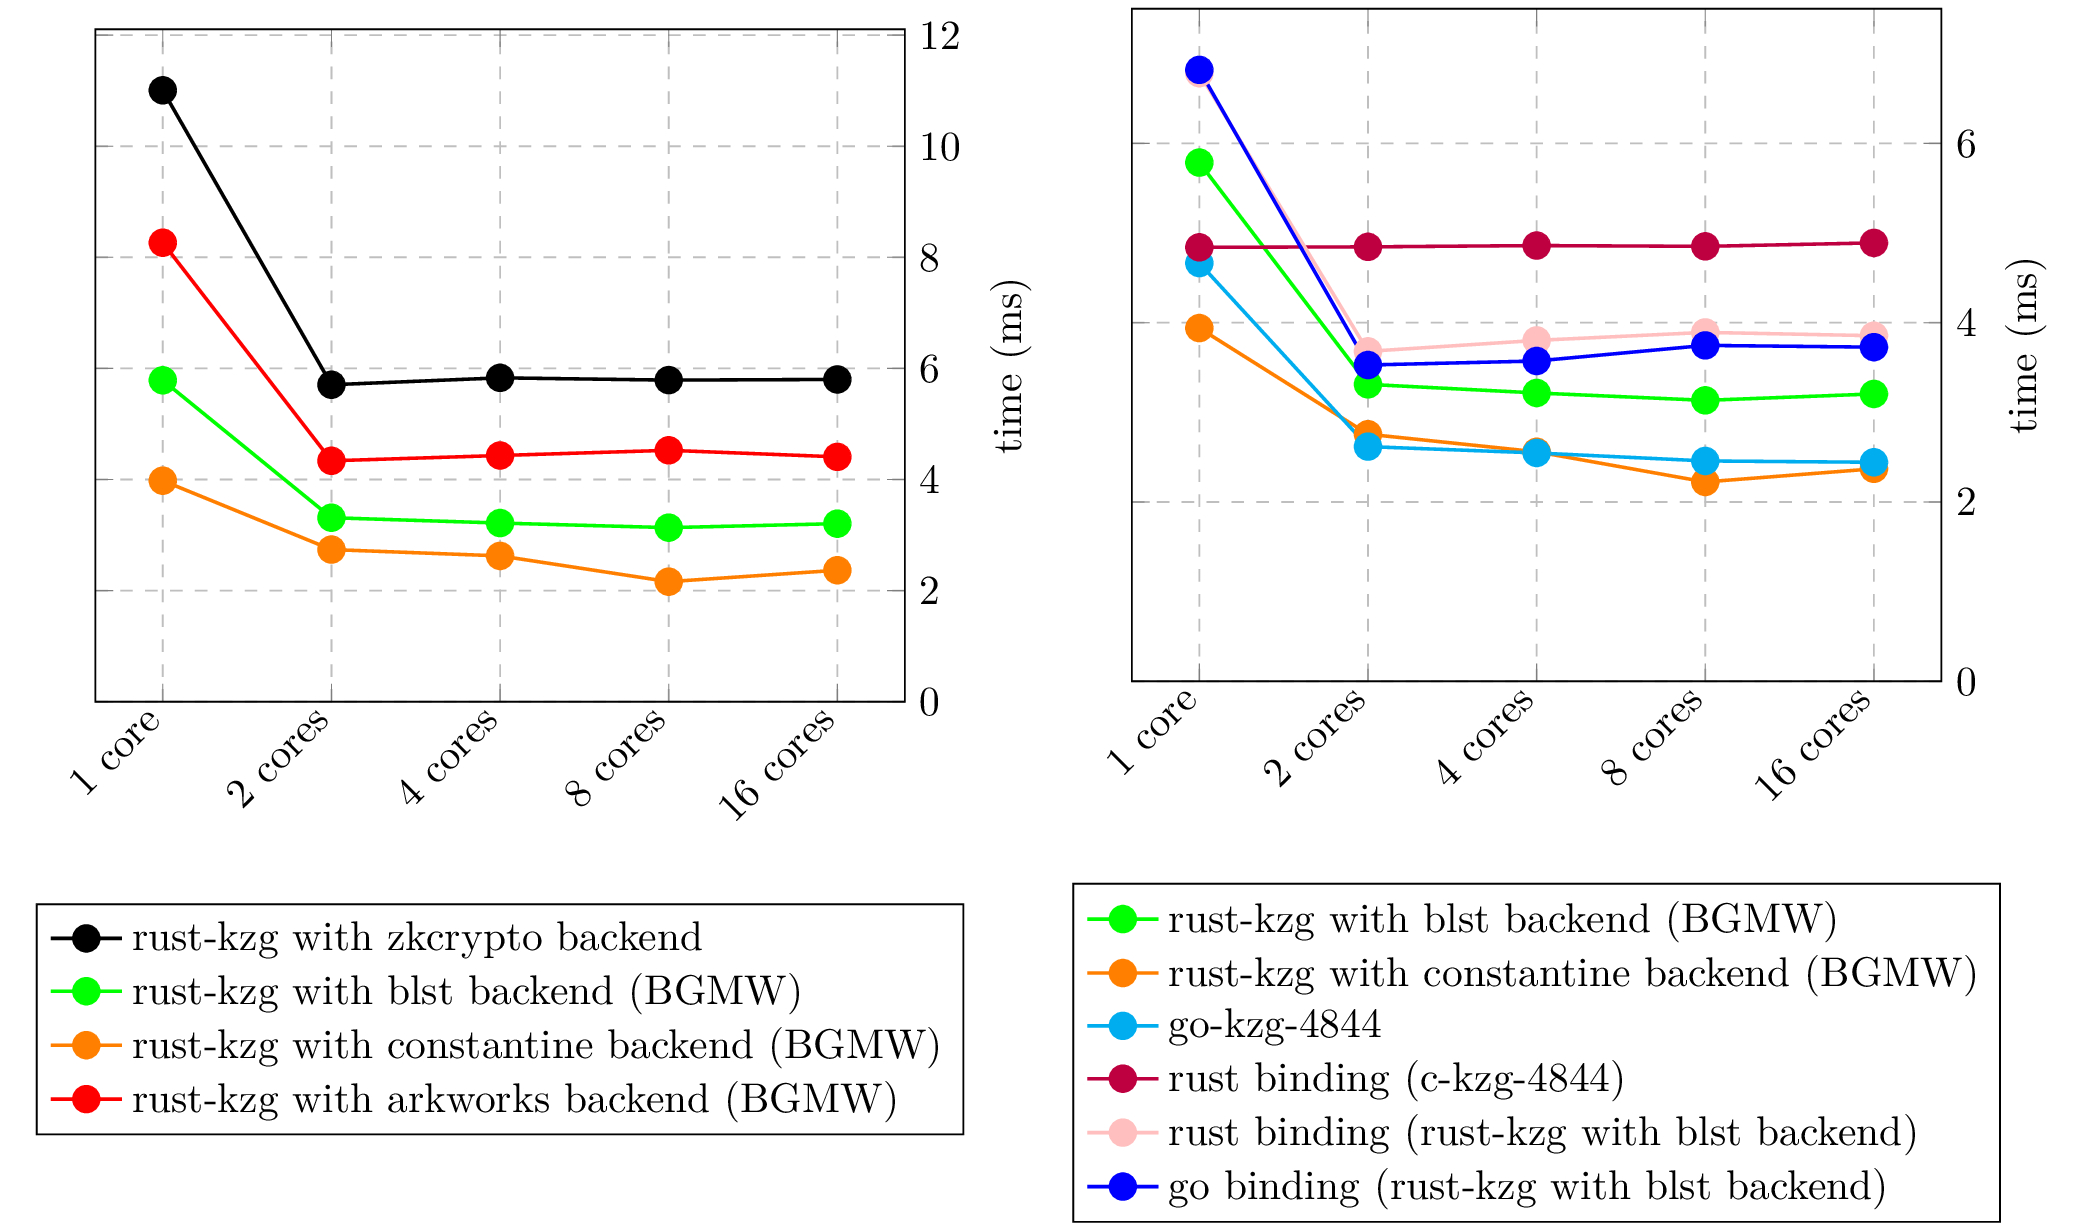 12
10
8
6
4
2
0
time (ms)
1 core
2 cores
4 cores
8 cores
16 cores
rust-kzg with zkcrypto backend
rust-kzg with blst backend (BGMW)
rust-kzg with constantine backend (BGMW)
rust-kzg with arkworks backend (BGMW)
6
4
2
0
time (ms)
1 core
2 cores
4 cores
8 cores
16 cores
rust-kzg with blst backend (BGMW)
rust-kzg with constantine backend (BGMW)
go-kzg-4844
rust binding (c-kzg-4844)
rust binding (rust-kzg with blst backend)
go binding (rust-kzg with blst backend)